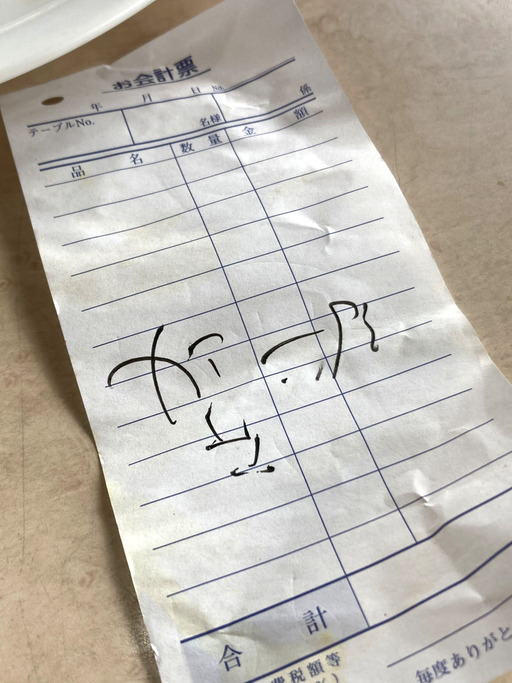 お会計票
年 月 日 No.
テーブルNo. 名様 係
品名 数量 金額
合計
費税額等
毎度ありがと